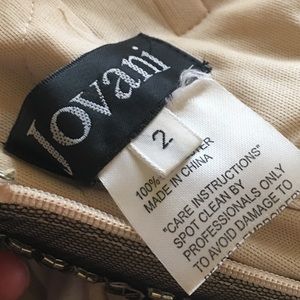 Jovani
2
100%
MADE IN CHINA
"CARE INSTRUCTIONS"
SPOT CLEAN BY
PROFESSIONALS ONLY
TO AVOID DAMAGE TO